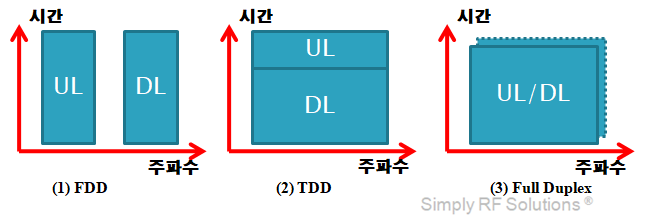 시간
UL
DL
주파수
(1) FDD
시간
UL
DL
주파수
(2) TDD
시간
UL/DL
주파수
(3) Full Duplex
Simply RF Solutions ®